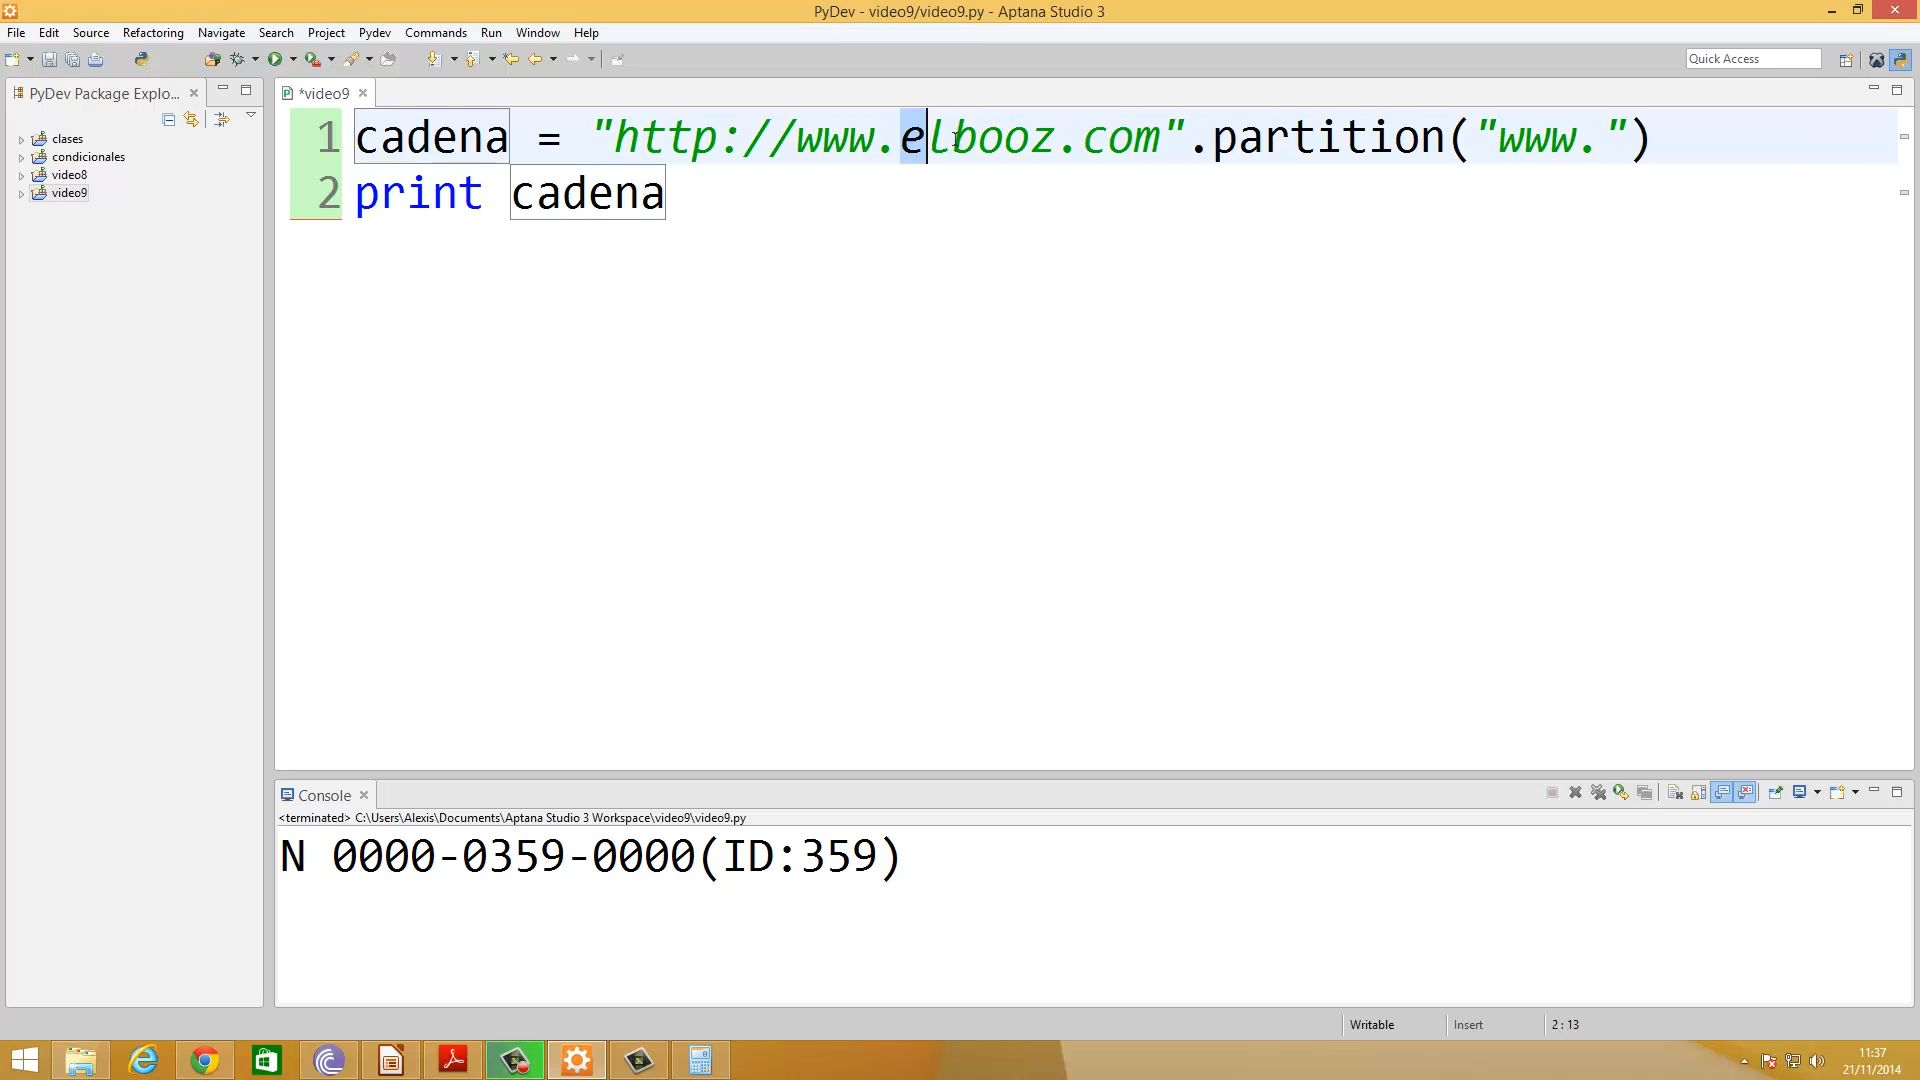 PyDev - video9/video9.py - Aptana Studio 3
File Edit Source Refactoring Navigate Search Project Pydev Commands Run Window Help
Quick Access
PyDev Package Explo...
*video9
clases
condicionales
video8
video9
1 cadena = "http://www.elbooz.com".partition("www.")
2 print cadena
Console
<terminated> C:\Users\Alexis\Documents\Aptana Studio 3 Workspace\video9\video9.py
N 0000-0359-0000(ID:359)
Writable Insert 2 : 13
11:37
21/11/2014